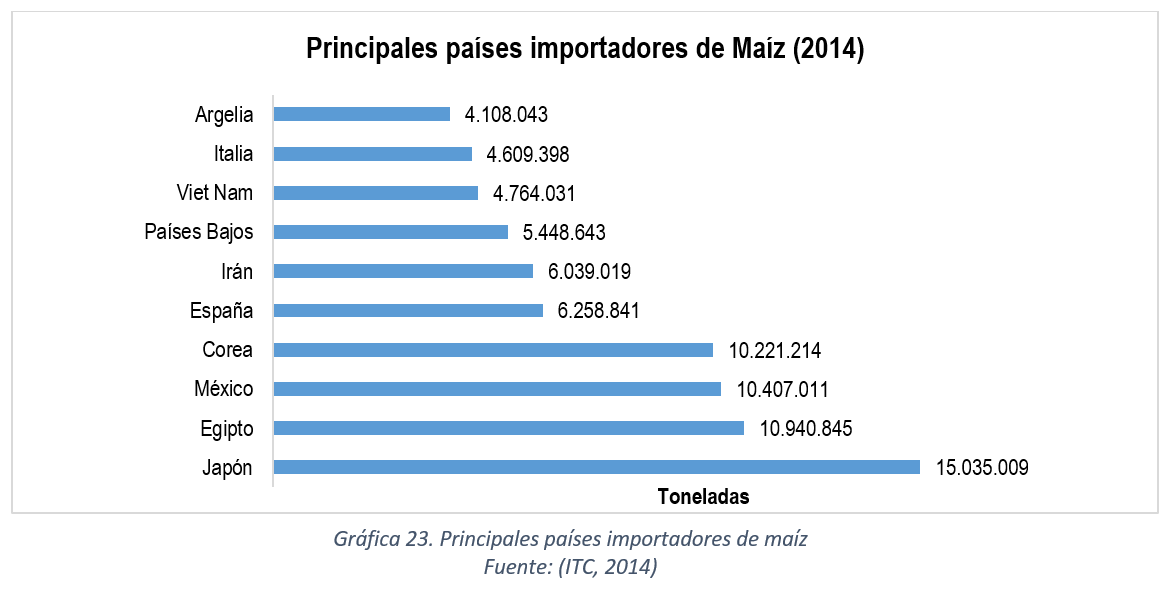 Principales países importadores de Maíz (2014)
Argelia 4.108.043
Italia 4.609.398
Viet Nam 4.764.031
Países Bajos 5.448.643
Irán 6.039.019
España 6.258.841
Corea 10.221.214
México 10.407.011
Egipto 10.940.845
Japón 15.035.009
Toneladas
Gráfica 23. Principales países importadores de maíz
Fuente: (ITC, 2014)